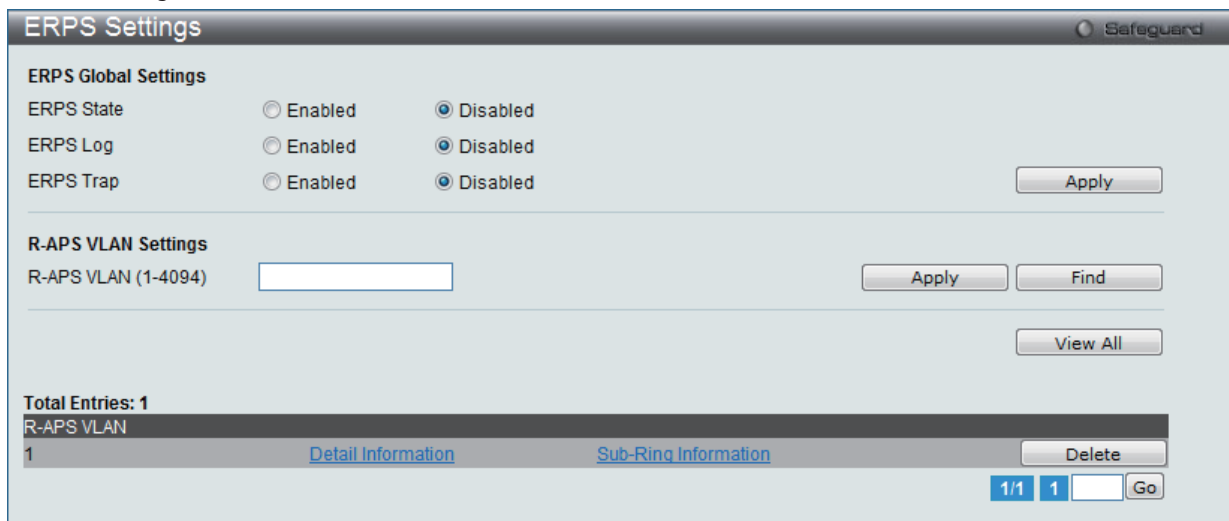 ERPS Settings Safeguard
ERPS Global Settings
ERPS State Enabled Disabled
ERPS Log Enabled Disabled
ERPS Trap Enabled Disabled Apply
R-APS VLAN Settings
R-APS VLAN (1-4094) Apply Find
View All
Total Entries: 1
R-APS VLAN
1 Detail Information Sub-Ring Information Delete
1/1 1 Go